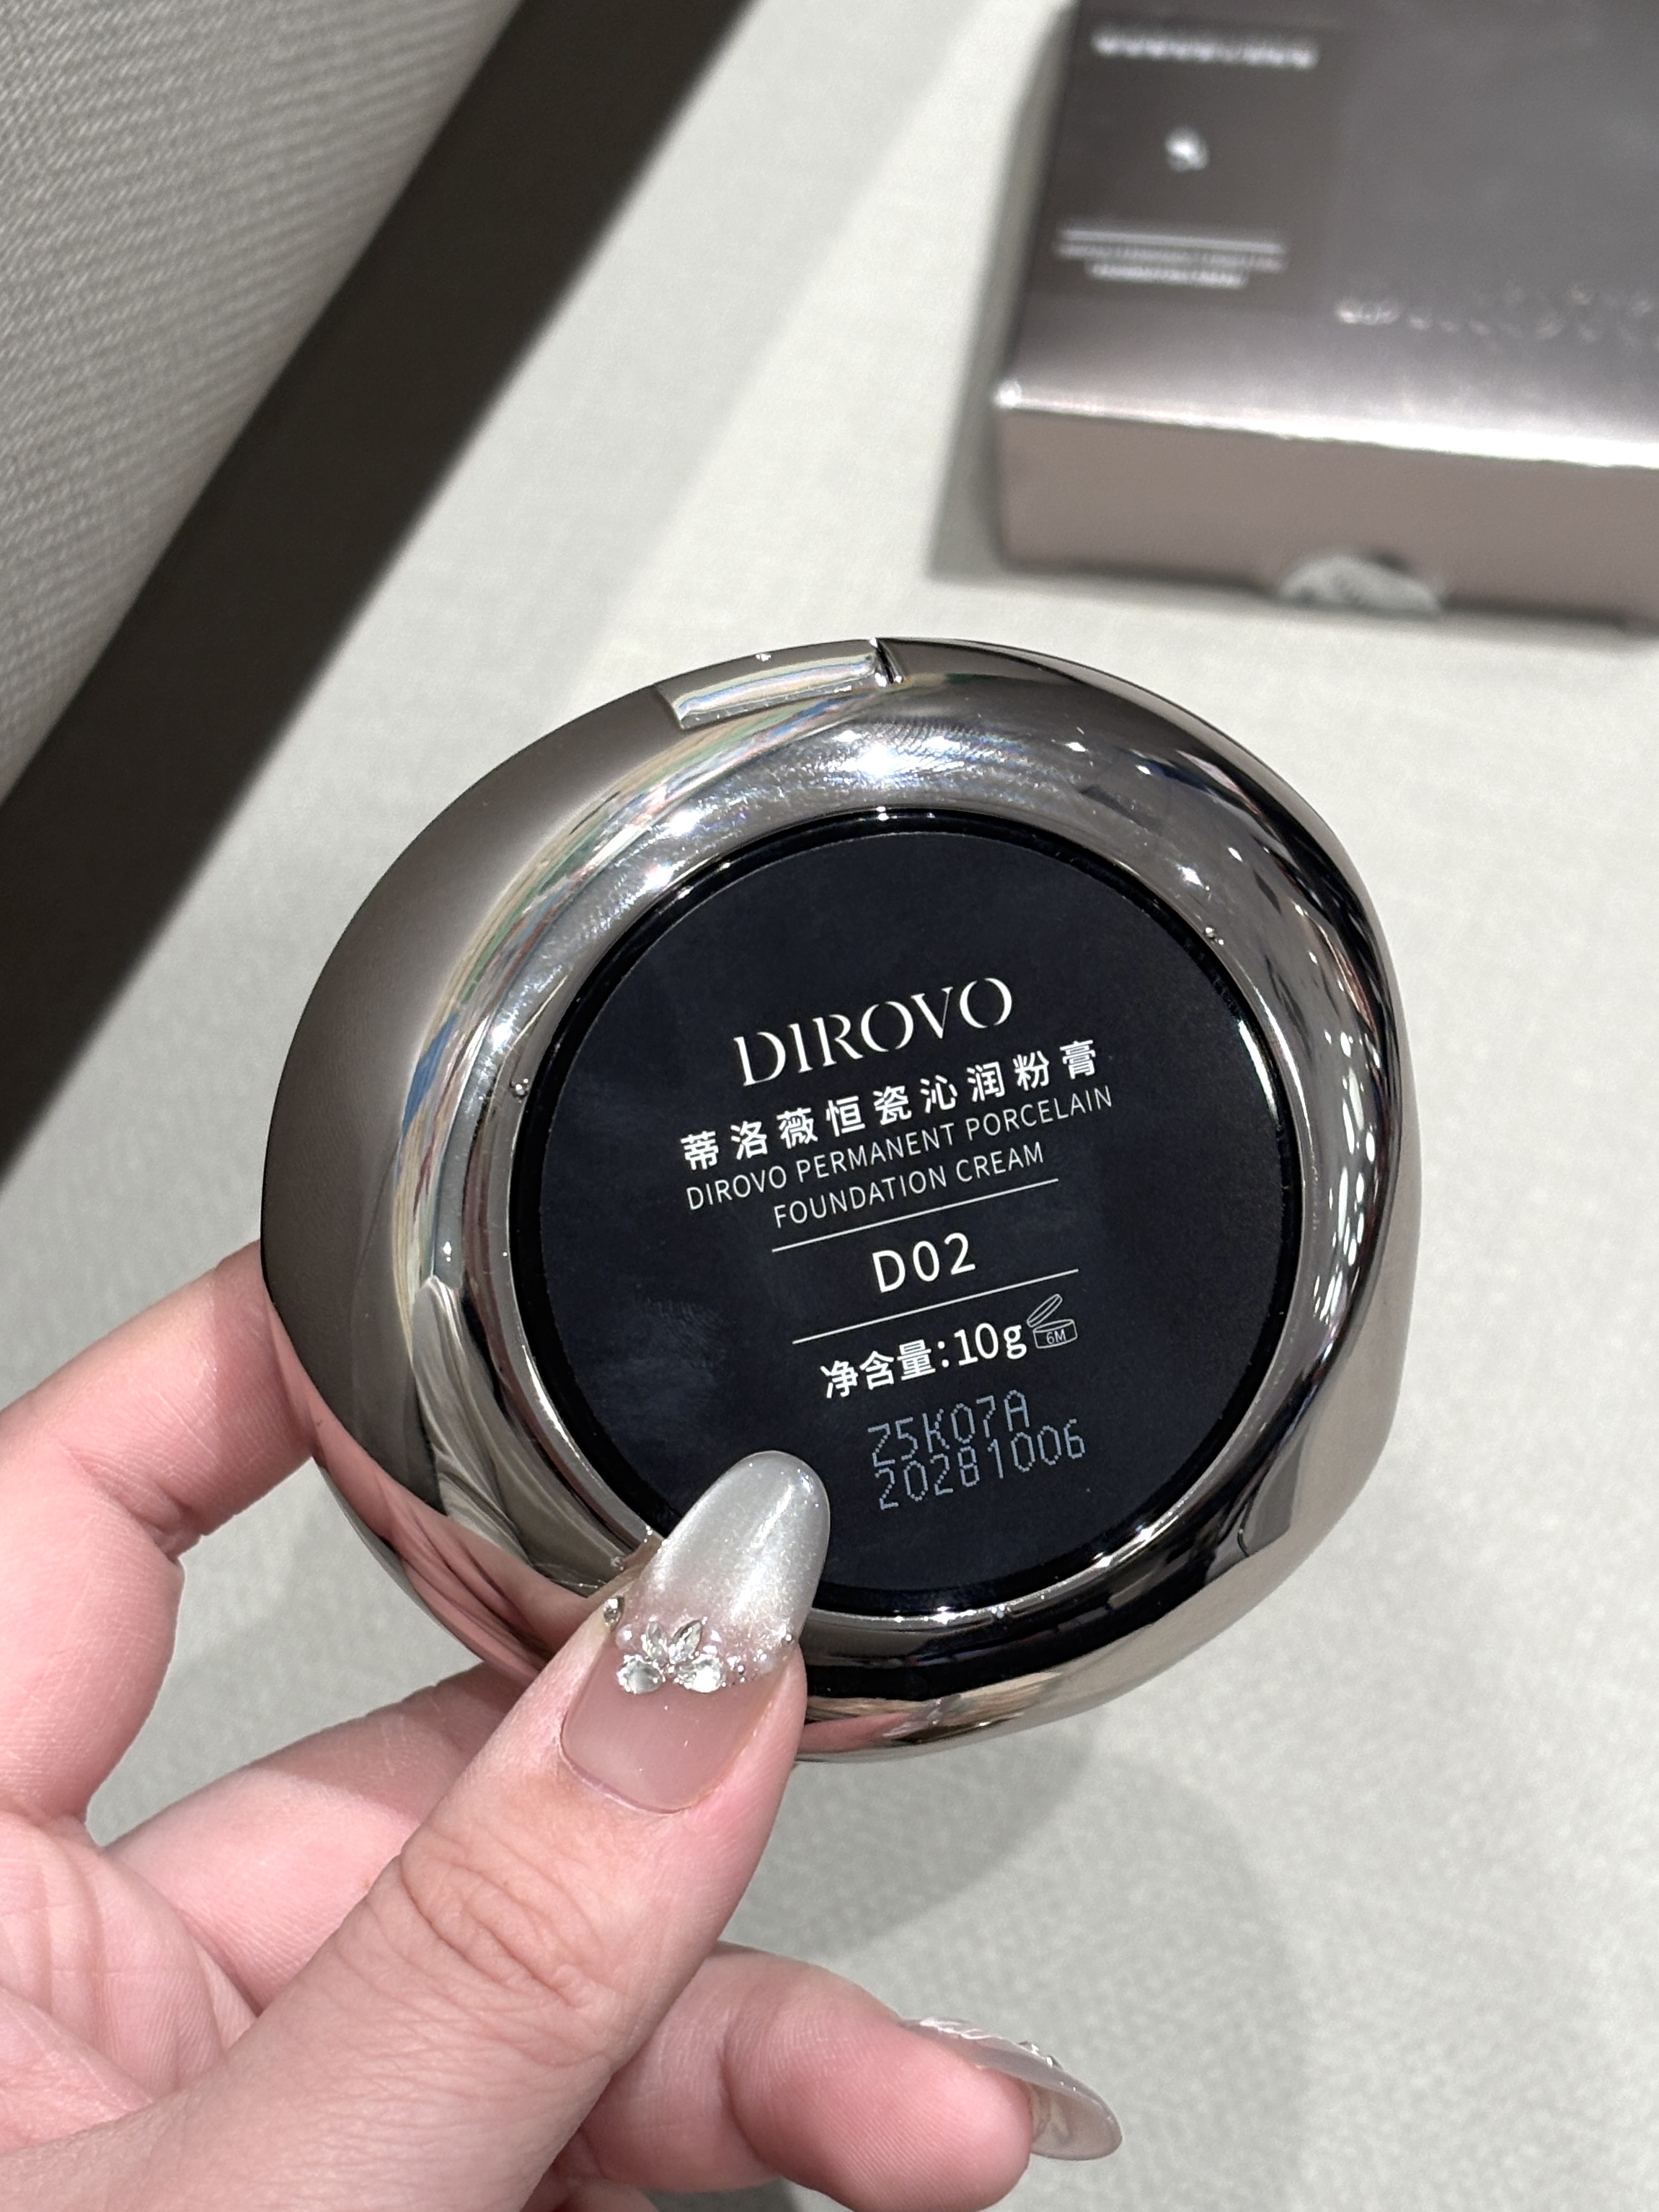 DIROVO
蒂洛薇恒瓷沁润粉膏
DIROVO PERMANENT PORCELAIN
FOUNDATION CREAM
D02
净含量:10g
6M
Z5K07A
20281006